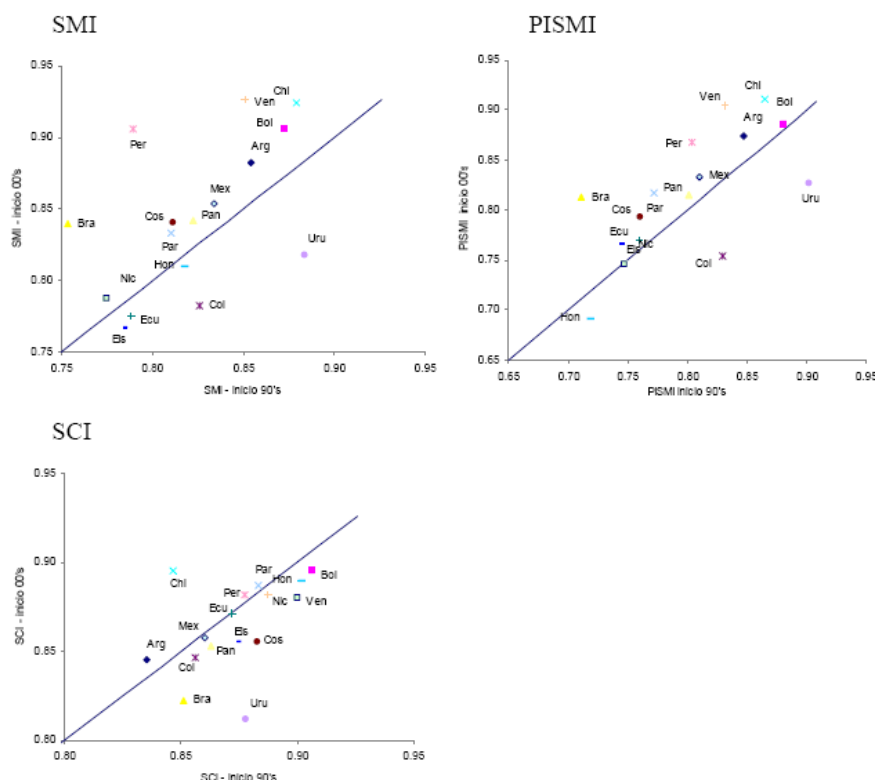 SMI
0.95
0.90
0.85
0.80
0.75
SMI - inicio 00's
Chi
Ven
Bol
Per
Arg
Mex
Cos
Pan
Bra
Par
Uru
Hon
Nic
Col
Ecu
Els
0.75 0.80 0.85 0.90 0.95
SMI - inicio 90's
PISMI
0.95
0.90
0.85
0.80
0.75
0.70
0.65
PISMI inicio 00's
Chi
Ven
Bol
Arg
Per
Mex
Pan
Bra
Uru
Cos
Par
Ecu
Nic
Els
Col
Hon
0.65 0.70 0.75 0.80 0.85 0.90 0.95
PISMI inicio 90's
SCI
0.95
0.90
0.85
0.80
SCI - inicio 00's
Chi
Par
Hon
Bol
Per
Nic
Ven
Ecu
Mex
Els
Cos
Arg
Pan
Col
Bra
Uru
0.80 0.85 0.90 0.95
SCI - inicio 90's